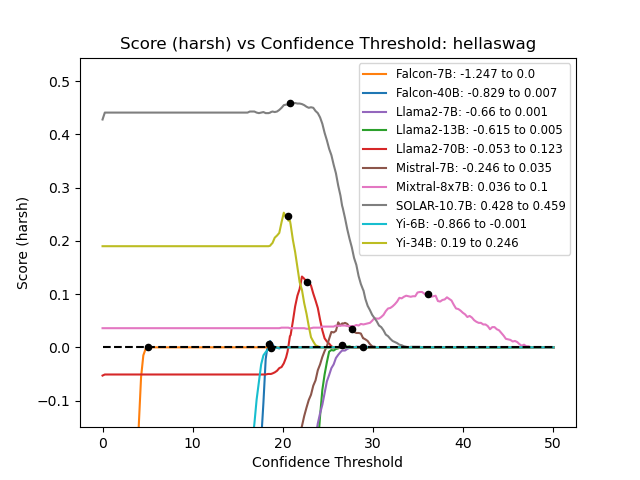 Score (harsh) vs Confidence Threshold: hellaswag
Score (harsh)
0.5
0.4
0.3
0.2
0.1
0.0
−0.1
Falcon-7B: -1.247 to 0.0
Falcon-40B: -0.829 to 0.007
Llama2-7B: -0.66 to 0.001
Llama2-13B: -0.615 to 0.005
Llama2-70B: -0.053 to 0.123
Mistral-7B: -0.246 to 0.035
Mixtral-8x7B: 0.036 to 0.1
SOLAR-10.7B: 0.428 to 0.459
Yi-6B: -0.866 to -0.001
Yi-34B: 0.19 to 0.246
0 10 20 30 40 50
Confidence Threshold